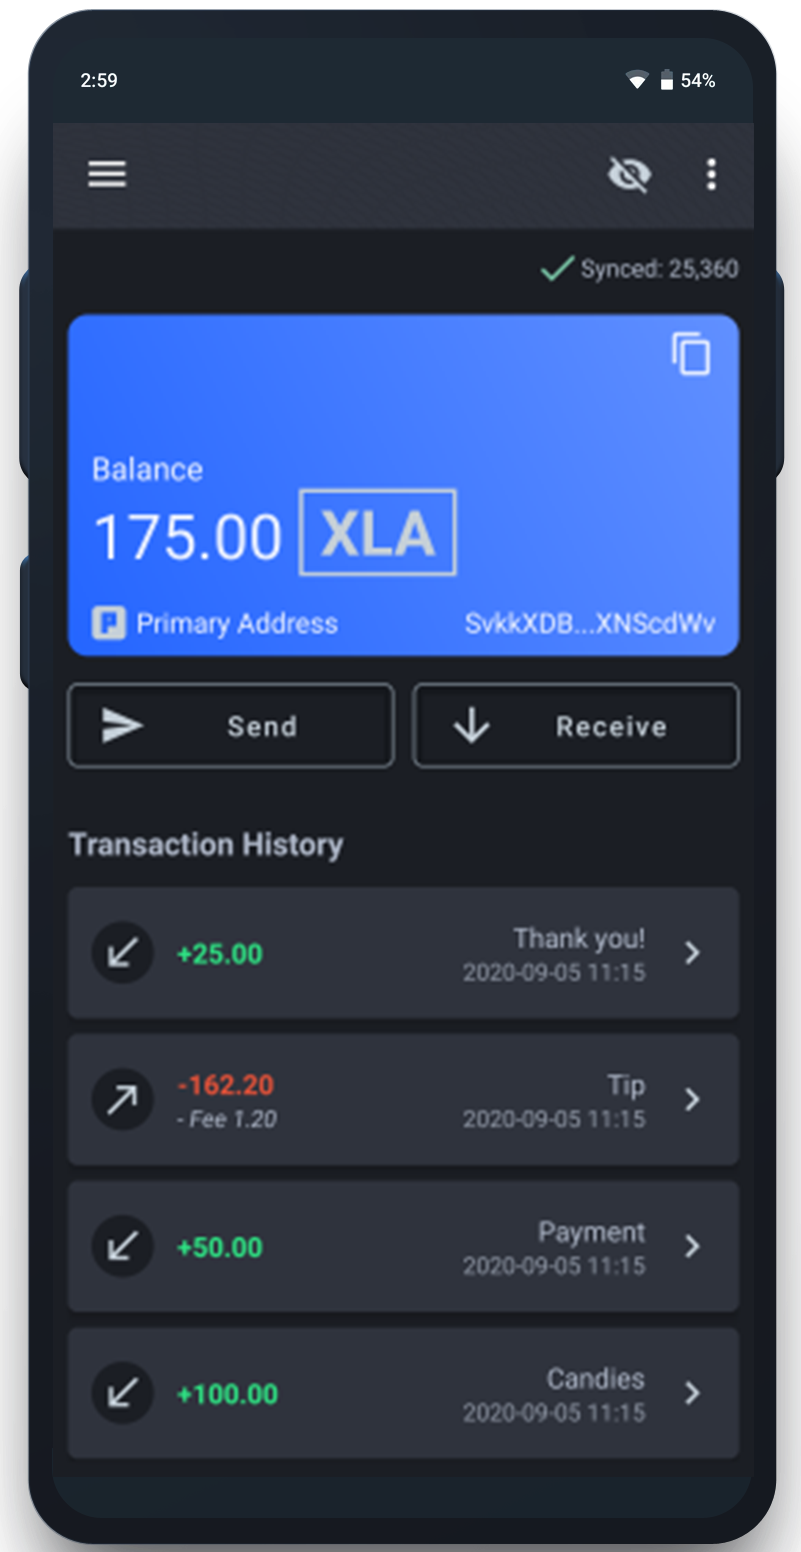 2:59 54%
Synced: 25,360
Balance
175.00 XLA
P Primary Address SvkkXDB...XNScdWv
Send Receive
Transaction History
+25.00 Thank you!
2020-09-05 11:15
-162.20 Tip
- Fee 1.20 2020-09-05 11:15
+50.00 Payment
2020-09-05 11:15
+100.00 Candies
2020-09-05 11:15